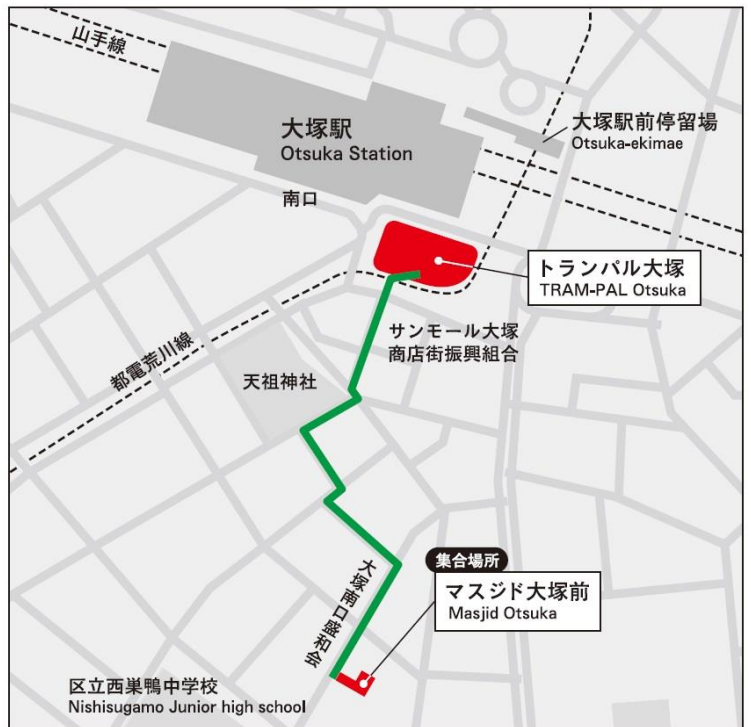 山手線
大塚駅
Otsuka Station
大塚駅前停留場
Otsuka-ekimae
南口
トランパル大塚
TRAM-PAL Otsuka
サンモール大塚
商店街振興組合
都電荒川線
天祖神社
集合場所
マスジド大塚前
Masjid Otsuka
大塚南口盛和会
区立西巣鴨中学校
Nishisugamo Junior high school